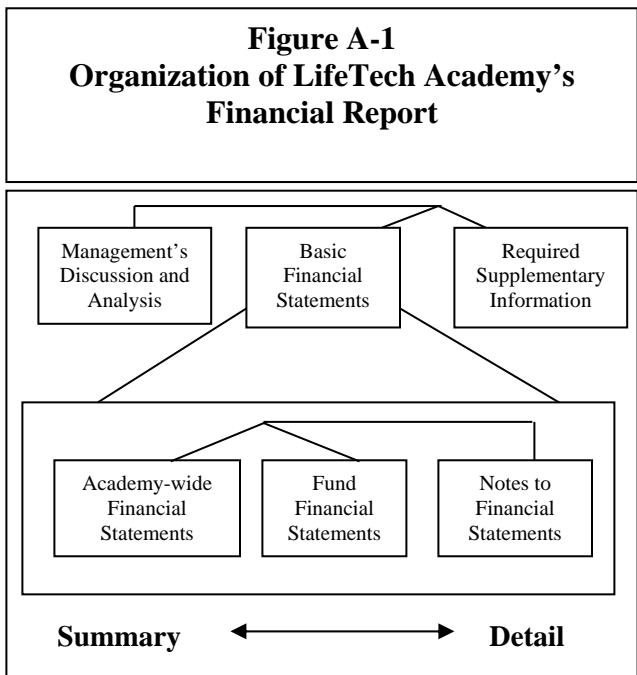 Figure A-1
Organization of LifeTech Academy’s
Financial Report
Management’s
Discussion and
Analysis
Basic
Financial
Statements
Required
Supplementary
Information
Academy-wide
Financial
Statements
Fund
Financial
Statements
Notes to
Financial
Statements
Summary
Detail